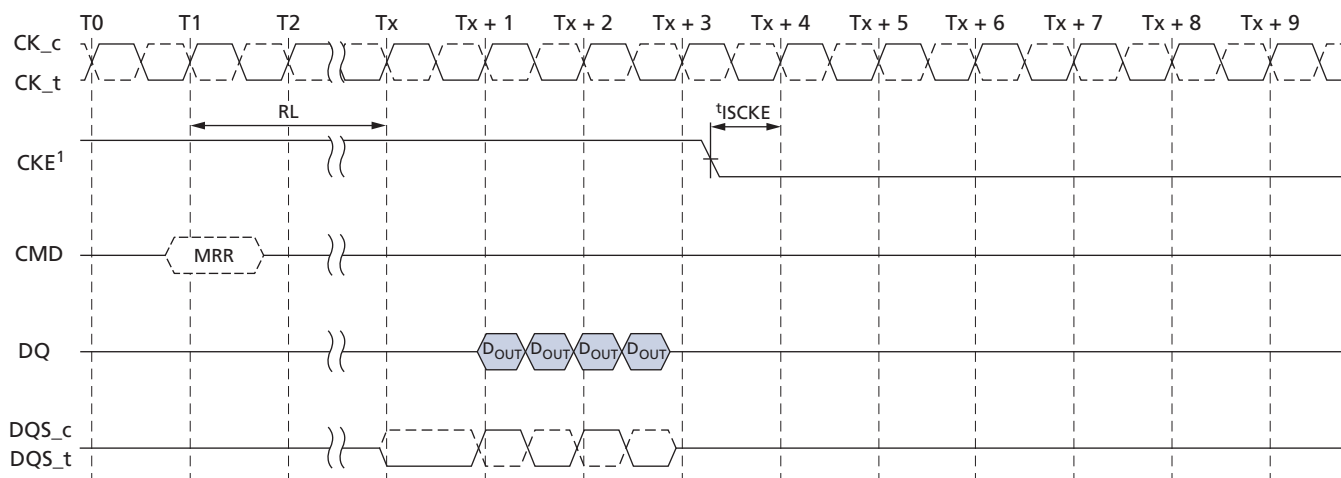 T0 T1 T2 Tx Tx + 1 Tx + 2 Tx + 3 Tx + 4 Tx + 5 Tx + 6 Tx + 7 Tx + 8 Tx + 9
CK_c
CK_t
RL
tISCKE
CKE1
CMD
MRR
DQ
DOUT DOUT DOUT DOUT
DQS_c
DQS_t